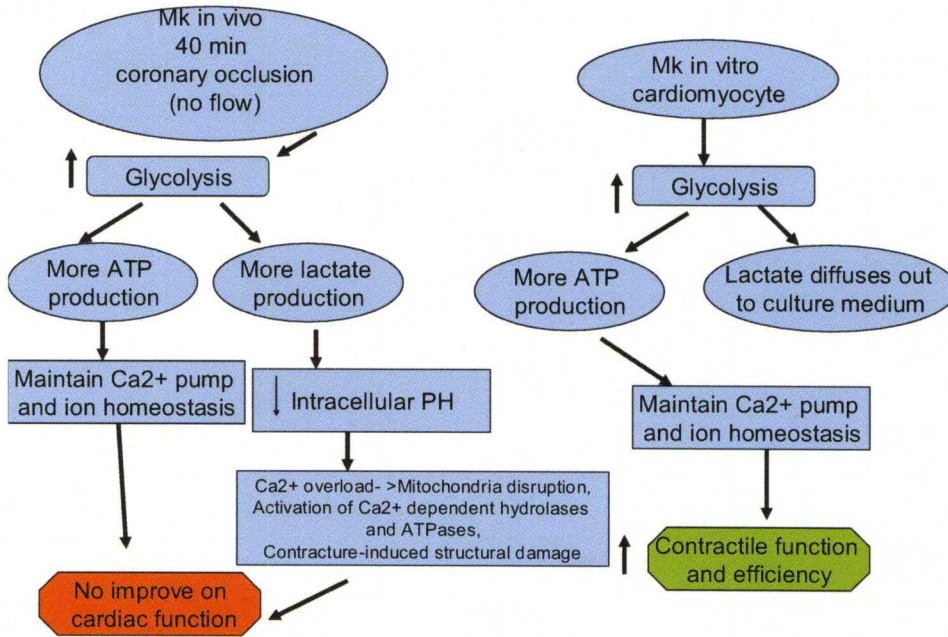 Mk in vivo
40 min
coronary occlusion
(no flow)
Glycolysis
More ATP
production
More lactate
production
Maintain Ca2+ pump
and ion homeostasis
Intracellular PH
Ca2+ overload- >Mitochondria disruption,
Activation of Ca2+ dependent hydrolases
and ATPases,
Contracture-induced structural damage
No improve on
cardiac function
Mk in vitro
cardiomyocyte
Glycolysis
More ATP
production
Lactate diffuses out
to culture medium
Maintain Ca2+ pump
and ion homeostasis
Contractile function
and efficiency